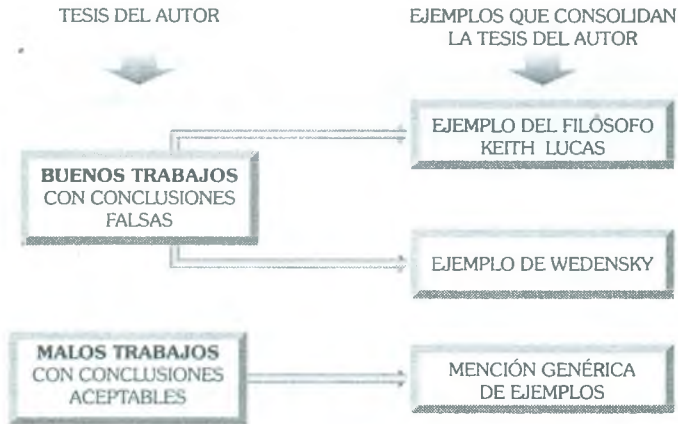 TESIS DEL AUTOR
EJEMPLOS QUE CONSOLIDAN
LA TESIS DEL AUTOR
BUENOS TRABAJOS
CON CONCLUSIONES
FALSAS
EJEMPLO DEL FILÓSOFO
KEITH LUCAS
EJEMPLO DE WEDENSKY
MALOS TRABAJOS
CON CONCLUSIONES
ACEPTABLES
MENCIÓN GENÉRICA
DE EJEMPLOS